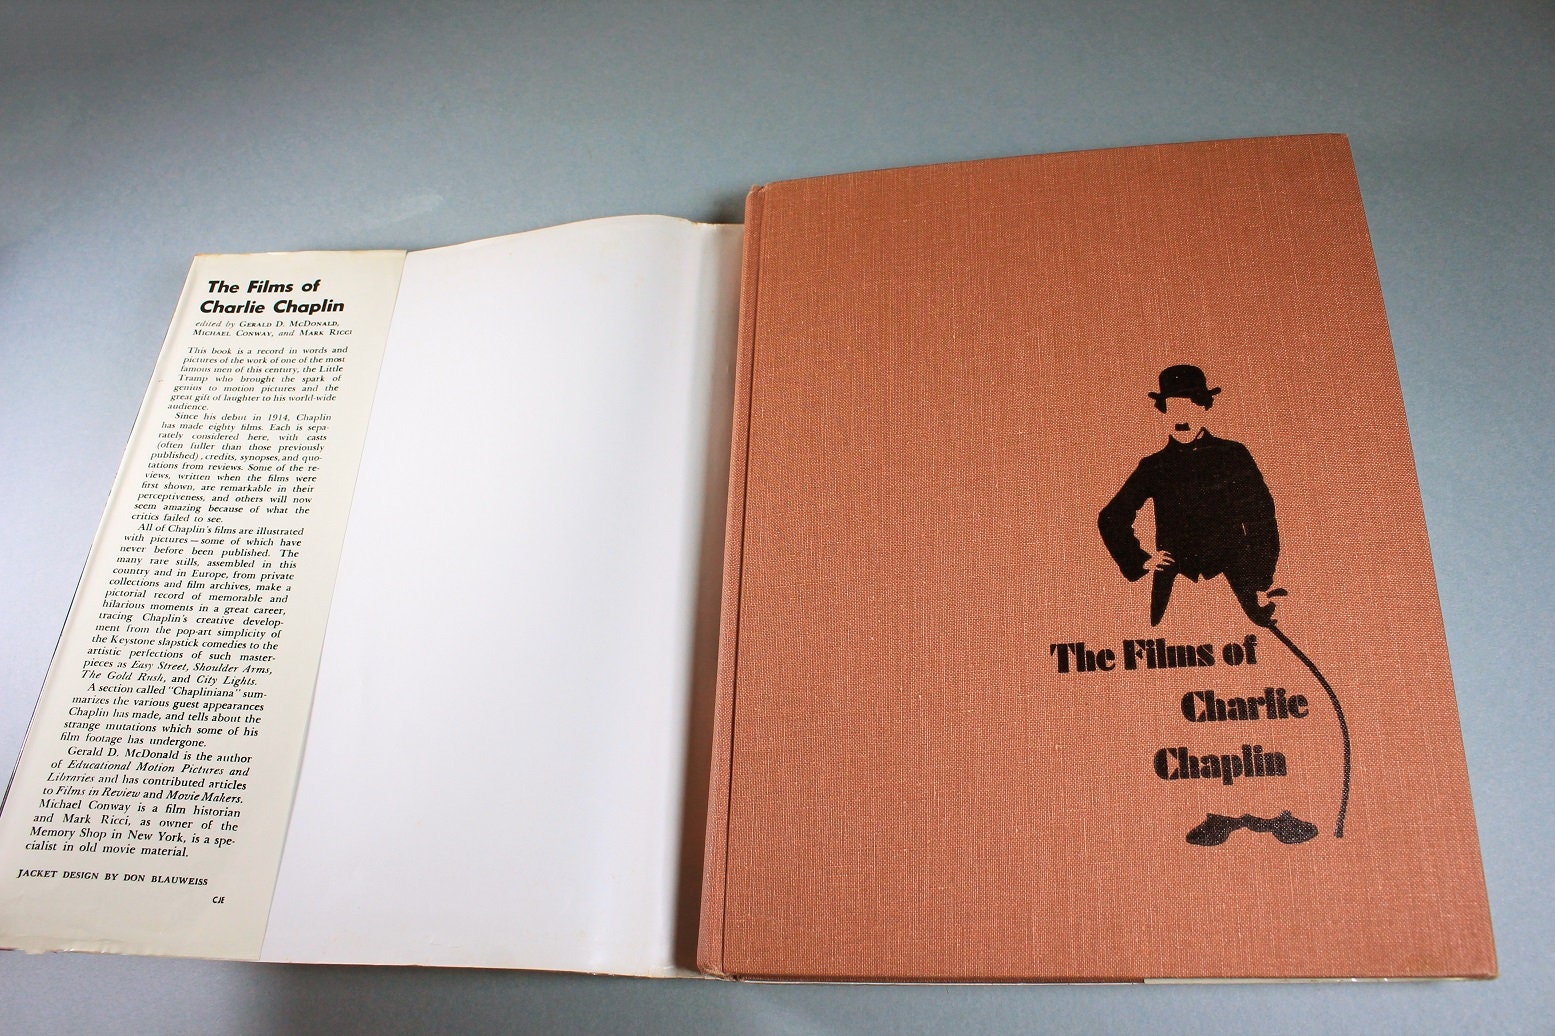 The Films of
Charlie Chaplin
edited by GERALD D. MCDONALD,
MICHAEL CONWAY, and MARK RICCI
This book is a record in words and
pictures of the work of one of the most
famous men of this century, the Little
Tramp who brought the spark of
genius to motion pictures and the
great gift of laughter to his world-wide
audience.
Since his debut in 1914, Chaplin
has made eighty films. Each is sepa-
rately considered here, with casts
(often fuller than those previously
published), credits, synopses, and quo-
tations from reviews. Some of the re-
views, written when the films were
first shown, are remarkable in their
perceptiveness, and others will now
seem amazing because of what the
critics failed to see.
All of Chaplin's films are illustrated
with pictures—some of which have
never before been published. The
many rare stills, assembled in this
country and in Europe, from private
collections and film archives, make a
pictorial record of memorable and
hilarious moments in a great career,
tracing Chaplin's creative develop-
ment from the pop-art simplicity of
the Keystone slapstick comedies to the
artistic perfections of such master-
pieces as Easy Street, Shoulder Arms,
The Gold Rush, and City Lights.
A section called "Chapliniana" sum-
marizes the various guest appearances
Chaplin has made, and tells about the
strange mutations which some of his
film footage has undergone.
Gerald D. McDonald is the author
of Educational Motion Pictures and
Libraries and has contributed articles
to Films in Review and Movie Makers.
Michael Conway is a film historian
and Mark Ricci, as owner of the
Memory Shop in New York, is a spe-
cialist in old movie material.
JACKET DESIGN BY DON BLAUWEISS
CJE
The Films of
Charlie
Chaplin